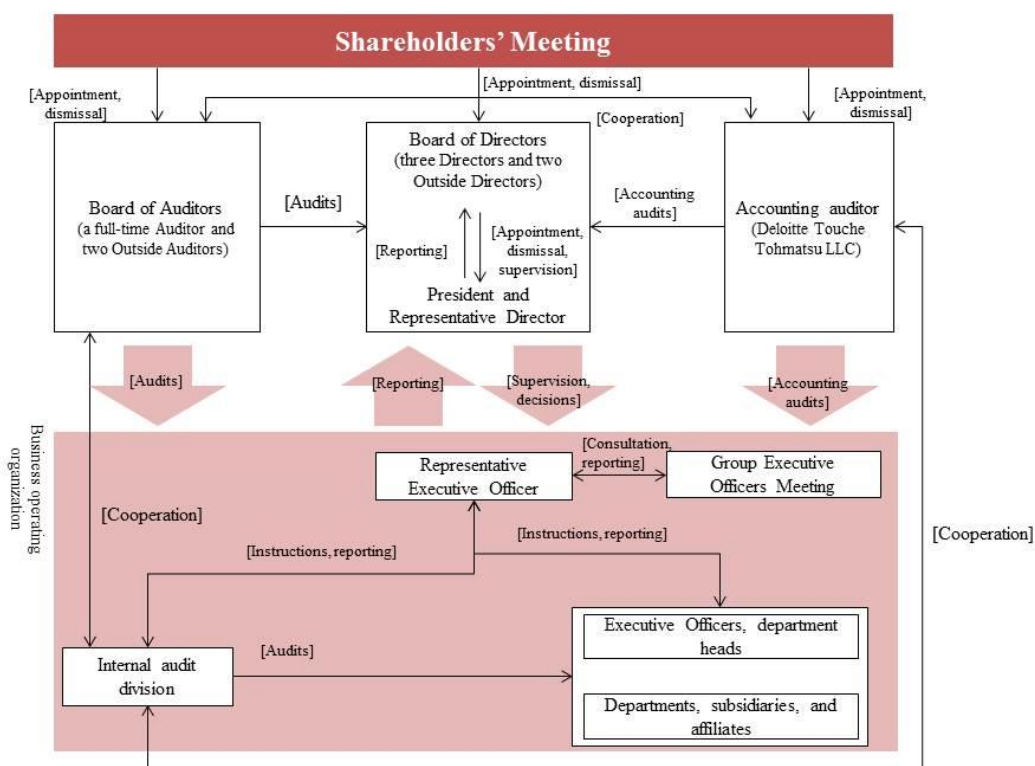 Shareholders’ Meeting
[Appointment,
dismissal]
[Appointment, dismissal]
[Appointment,
dismissal]
[Cooperation]
Board of Auditors
(a full-time Auditor and
two Outside Auditors)
[Audits]
Board of Directors
(three Directors and two
Outside Directors)
[Reporting]
[Appointment,
dismissal,
supervision]
President and
Representative Director
[Accounting
audits]
Accounting auditor
(Deloitte Touche
Tohmatsu LLC)
[Audits]
[Reporting]
[Supervision,
decisions]
[Accounting
audits]
Business operating
organization
Representative
Executive Officer
[Consultation,
reporting]
Group Executive
Officers Meeting
[Cooperation]
[Instructions, reporting]
[Instructions, reporting]
[Cooperation]
Executive Officers, department
heads
Internal audit
division
[Audits]
Departments, subsidiaries, and
affiliates